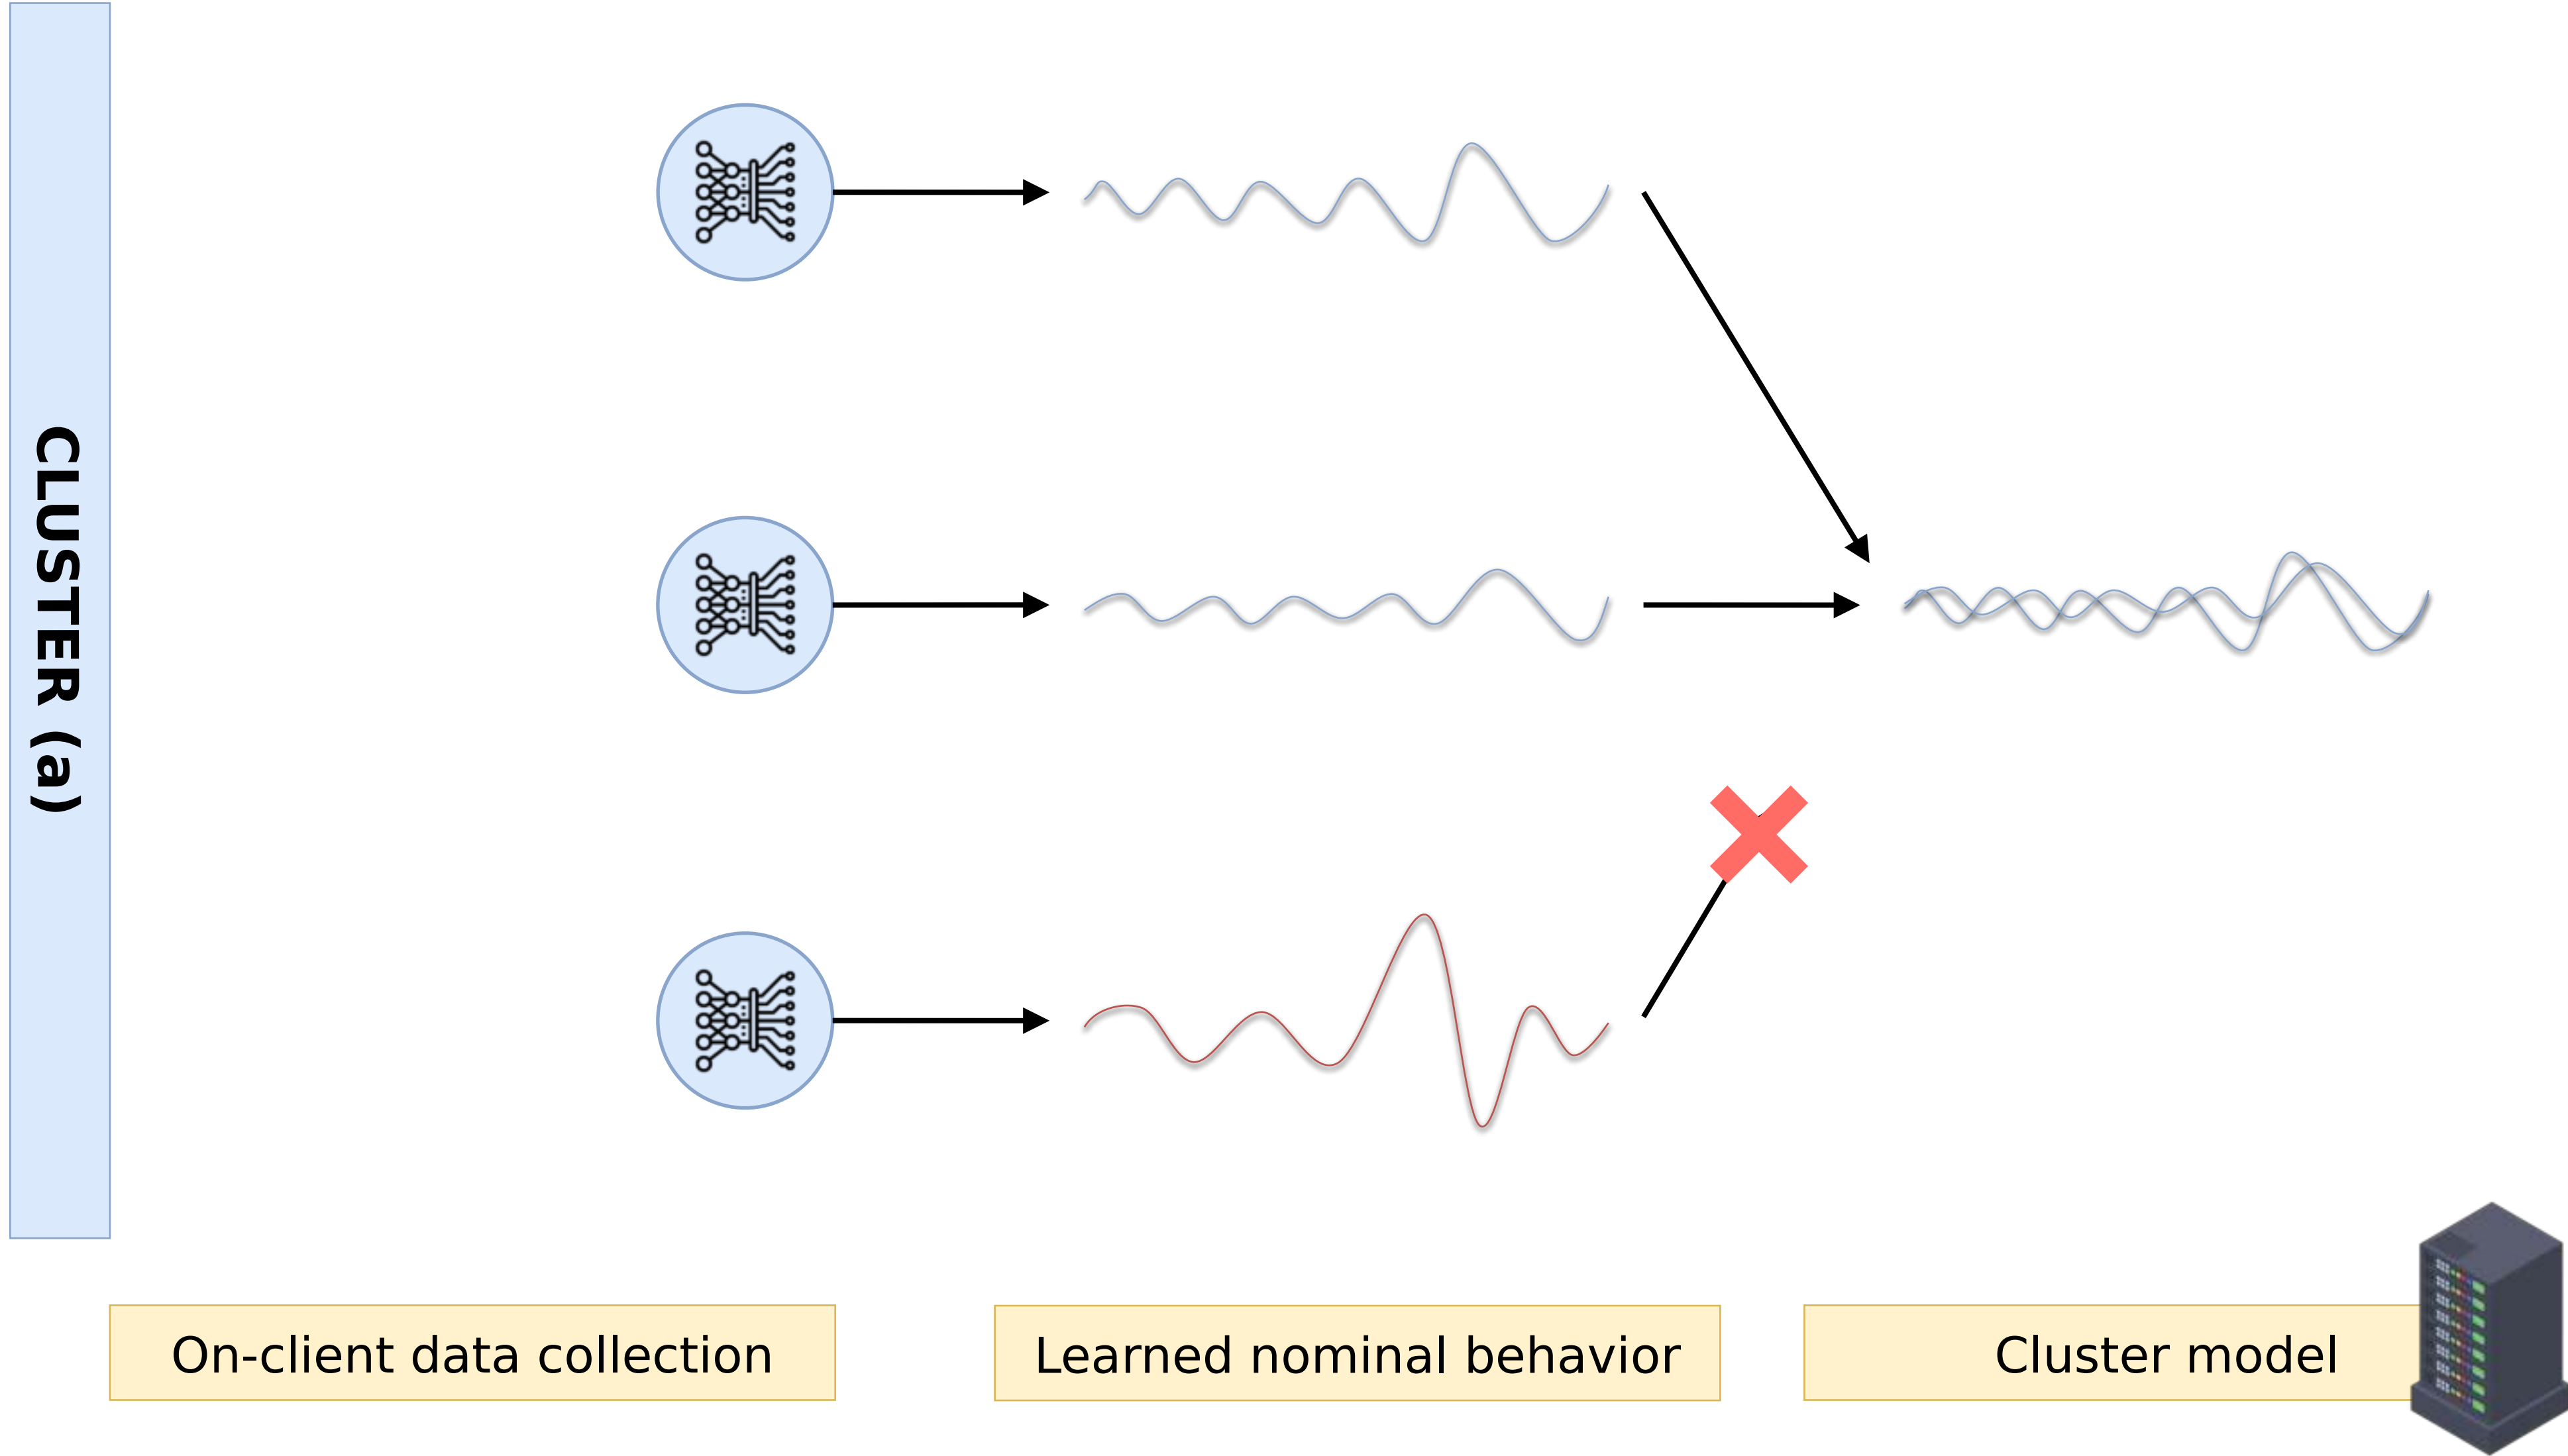 CLUSTER (a)
On-client data collection
Learned nominal behavior
Cluster model